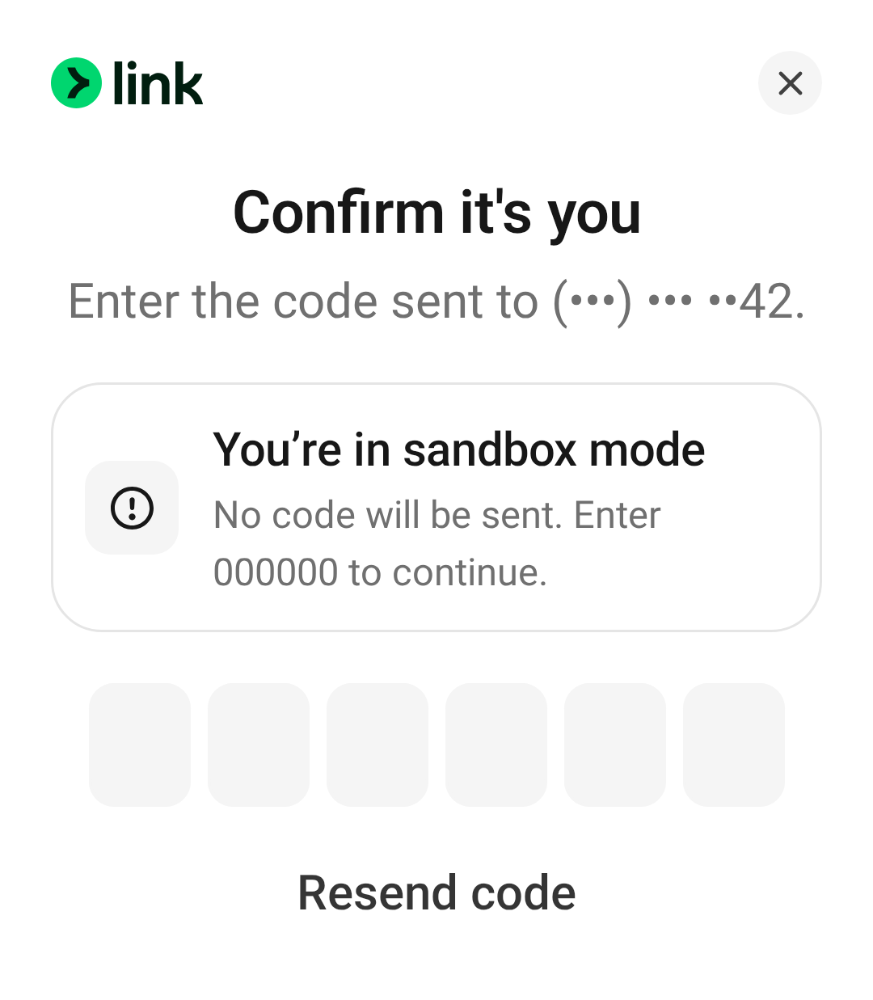 link
Confirm it's you
Enter the code sent to (•••) ••• ••42.
You’re in sandbox mode
No code will be sent. Enter
000000 to continue.
Resend code